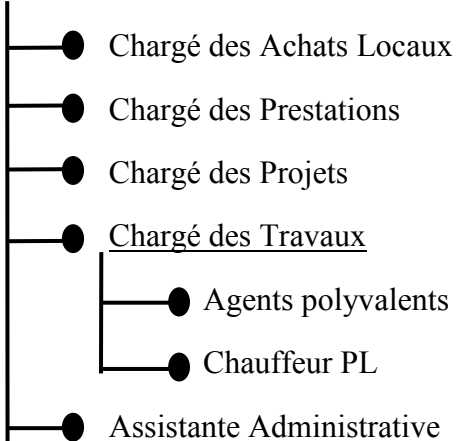 Chargé des Achats Locaux
Chargé des Prestations
Chargé des Projets
Chargé des Travaux
Agents polyvalents
Chauffeur PL
Assistante Administrative